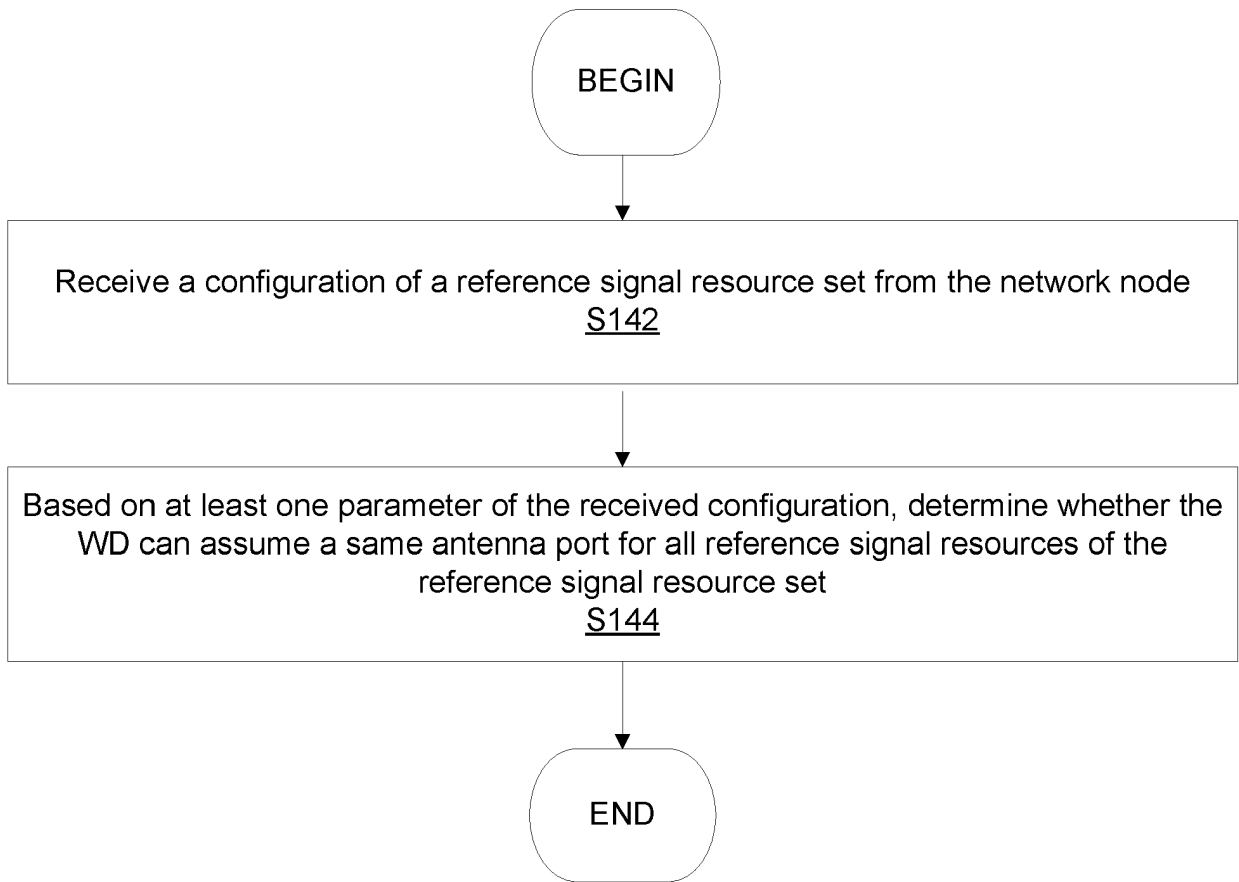 BEGIN
Receive a configuration of a reference signal resource set from the network node
S142
Based on at least one parameter of the received configuration, determine whether the
WD can assume a same antenna port for all reference signal resources of the
reference signal resource set
S144
END